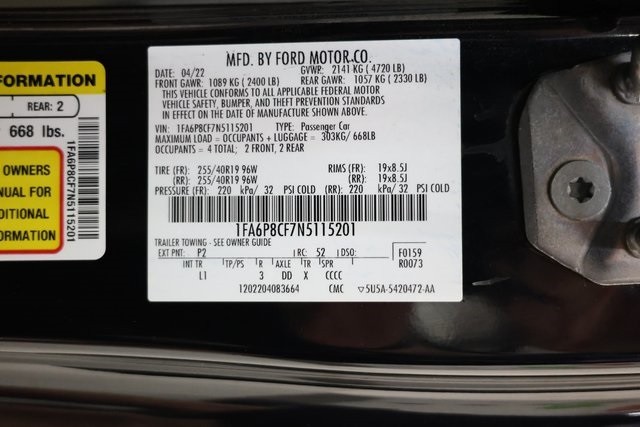 FORMATION
REAR: 2
668 lbs.
OWNERS
NUAL FOR
DITIONAL
ORMATION
1FA6P8CF7N5115201
MFD. BY FORD MOTOR CO.
DATE: 04/22 GVWR: 2141 KG ( 4720 LB)
FRONT GAWR: 1089 KG ( 2400 LB) REAR GAWR: 1057 KG ( 2330 LB)
THIS VEHICLE CONFORMS TO ALL APPLICABLE FEDERAL MOTOR
VEHICLE SAFETY, BUMPER, AND THEFT PREVENTION STANDARDS
IN EFFECT ON THE DATE OF MANUFACTURE SHOWN ABOVE.
VIN: 1FA6P8CF7N5115201 TYPE: Passenger Car
MAXIMUM LOAD = OCCUPANTS + LUGGAGE = 303KG/ 668LB
OCCUPANTS = 4 TOTAL: 2 FRONT, 2 REAR
TIRE (FR): 255/40R19 96W RIMS (FR): 19x8.5J
(RR): 255/40R19 96W (RR): 19x8.5J
PRESSURE (FR): 220 kPa/ 32 PSI COLD (RR): 220 kPa/ 32 PSI COLD
1FA6P8CF7N5115201
TRAILER TOWING - SEE OWNER GUIDE
EXT PNT: P2 RC: 52 DSO: F0159
INT TR TP/PS R AXLE TR SPR R0073
L1 3 DD X CCCC
1202204083664 CMC ▽5U5A-5420472-AA